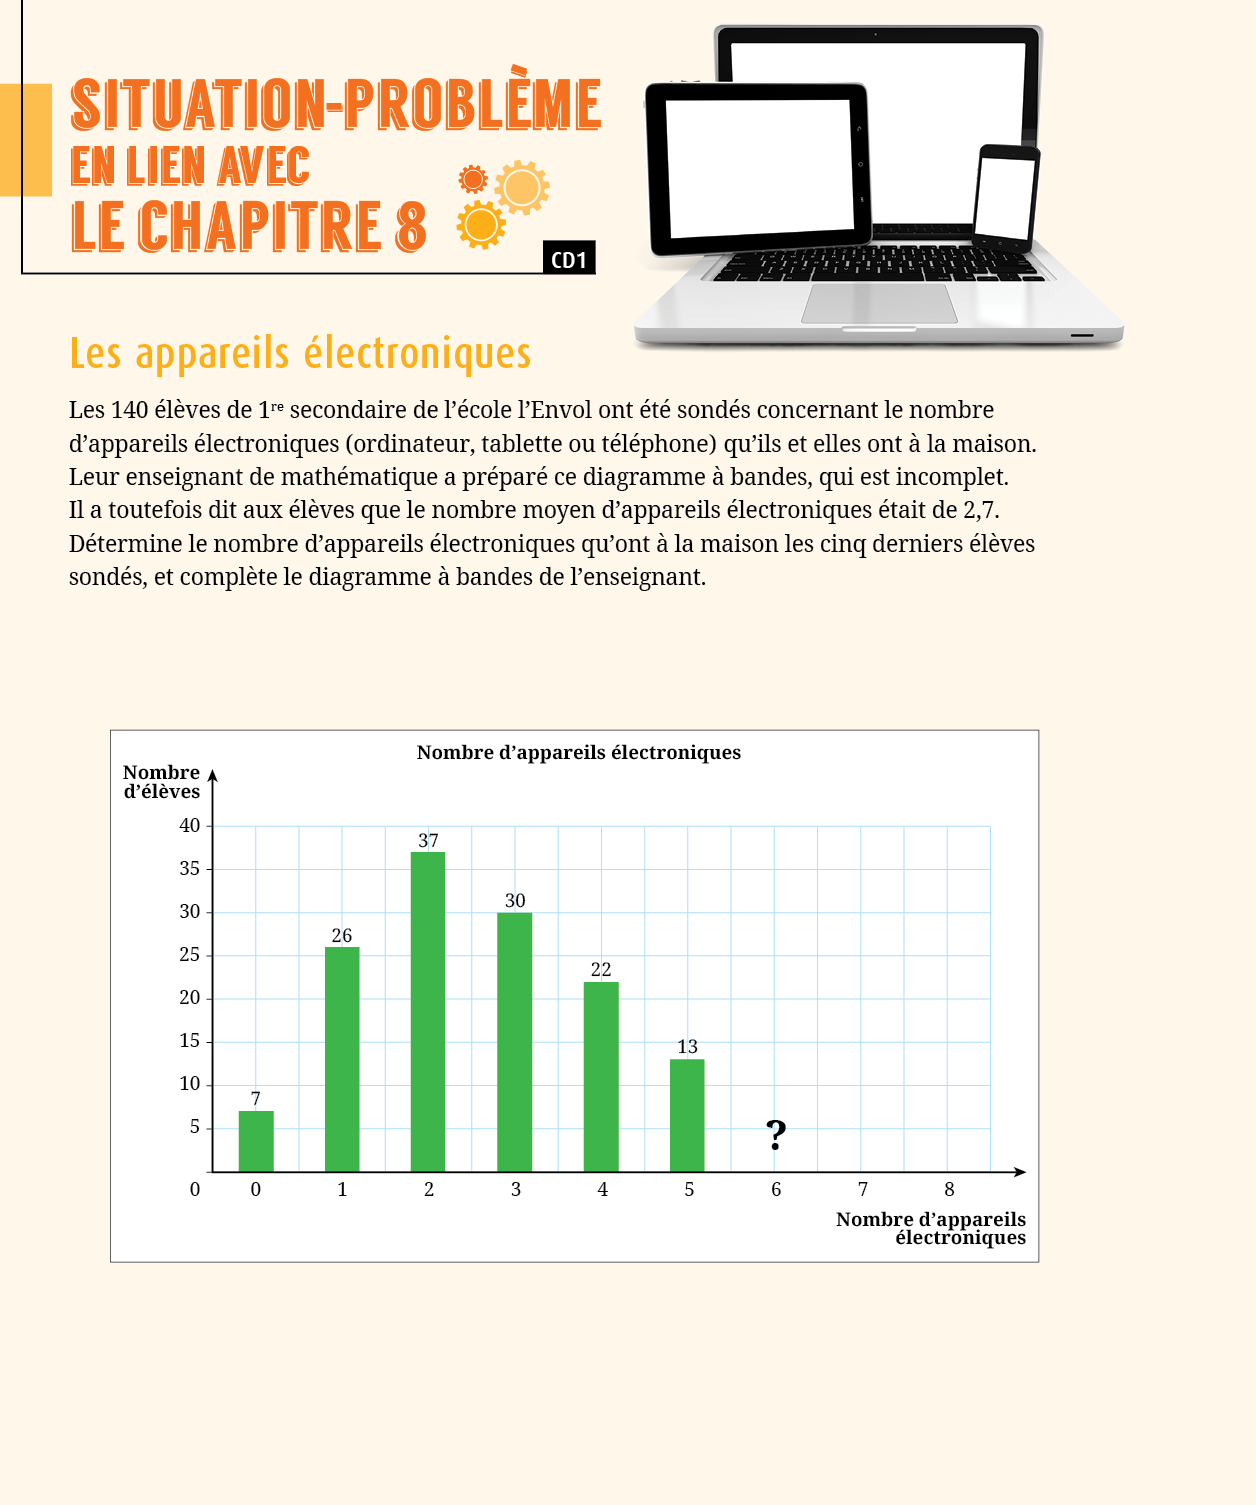 SITUATION-PROBLÈME
EN LIEN AVEC
LE CHAPITRE 8
CD1
Les appareils électroniques
Les 140 élèves de 1re secondaire de l’école l’Envol ont été sondés concernant le nombre
d’appareils électroniques (ordinateur, tablette ou téléphone) qu’ils et elles ont à la maison.
Leur enseignant de mathématique a préparé ce diagramme à bandes, qui est incomplet.
Il a toutefois dit aux élèves que le nombre moyen d’appareils électroniques était de 2,7.
Détermine le nombre d’appareils électroniques qu’ont à la maison les cinq derniers élèves
sondés, et complète le diagramme à bandes de l’enseignant.
Nombre d’appareils électroniques
Nombre
d’élèves
40
37
35
30
30
26
25
22
20
15
13
10
7
5
?
0 0 1 2 3 4 5 6 7 8
Nombre d’appareils
électroniques